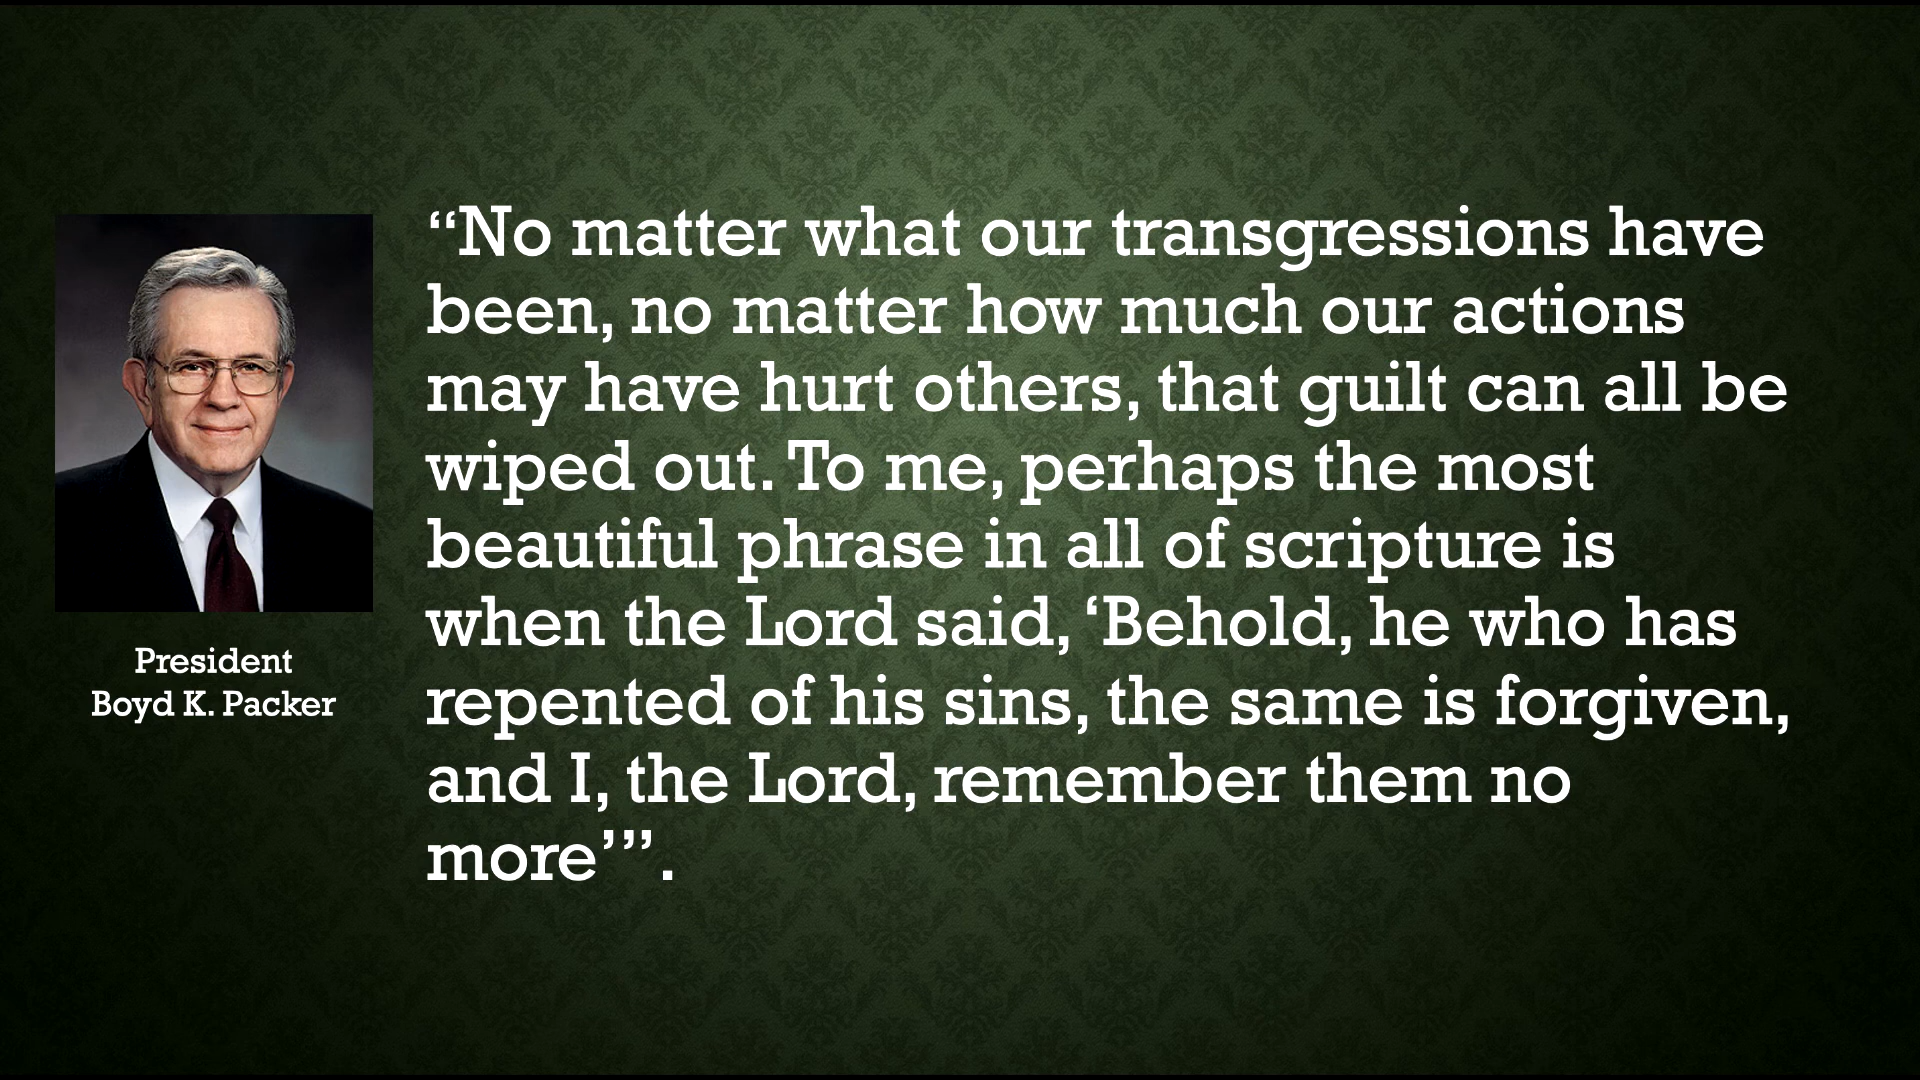 “No matter what our transgressions have
been, no matter how much our actions
may have hurt others, that guilt can all be
wiped out. To me, perhaps the most
beautiful phrase in all of scripture is
when the Lord said, ‘Behold, he who has
repented of his sins, the same is forgiven,
and I, the Lord, remember them no
more’”.
President
Boyd K. Packer